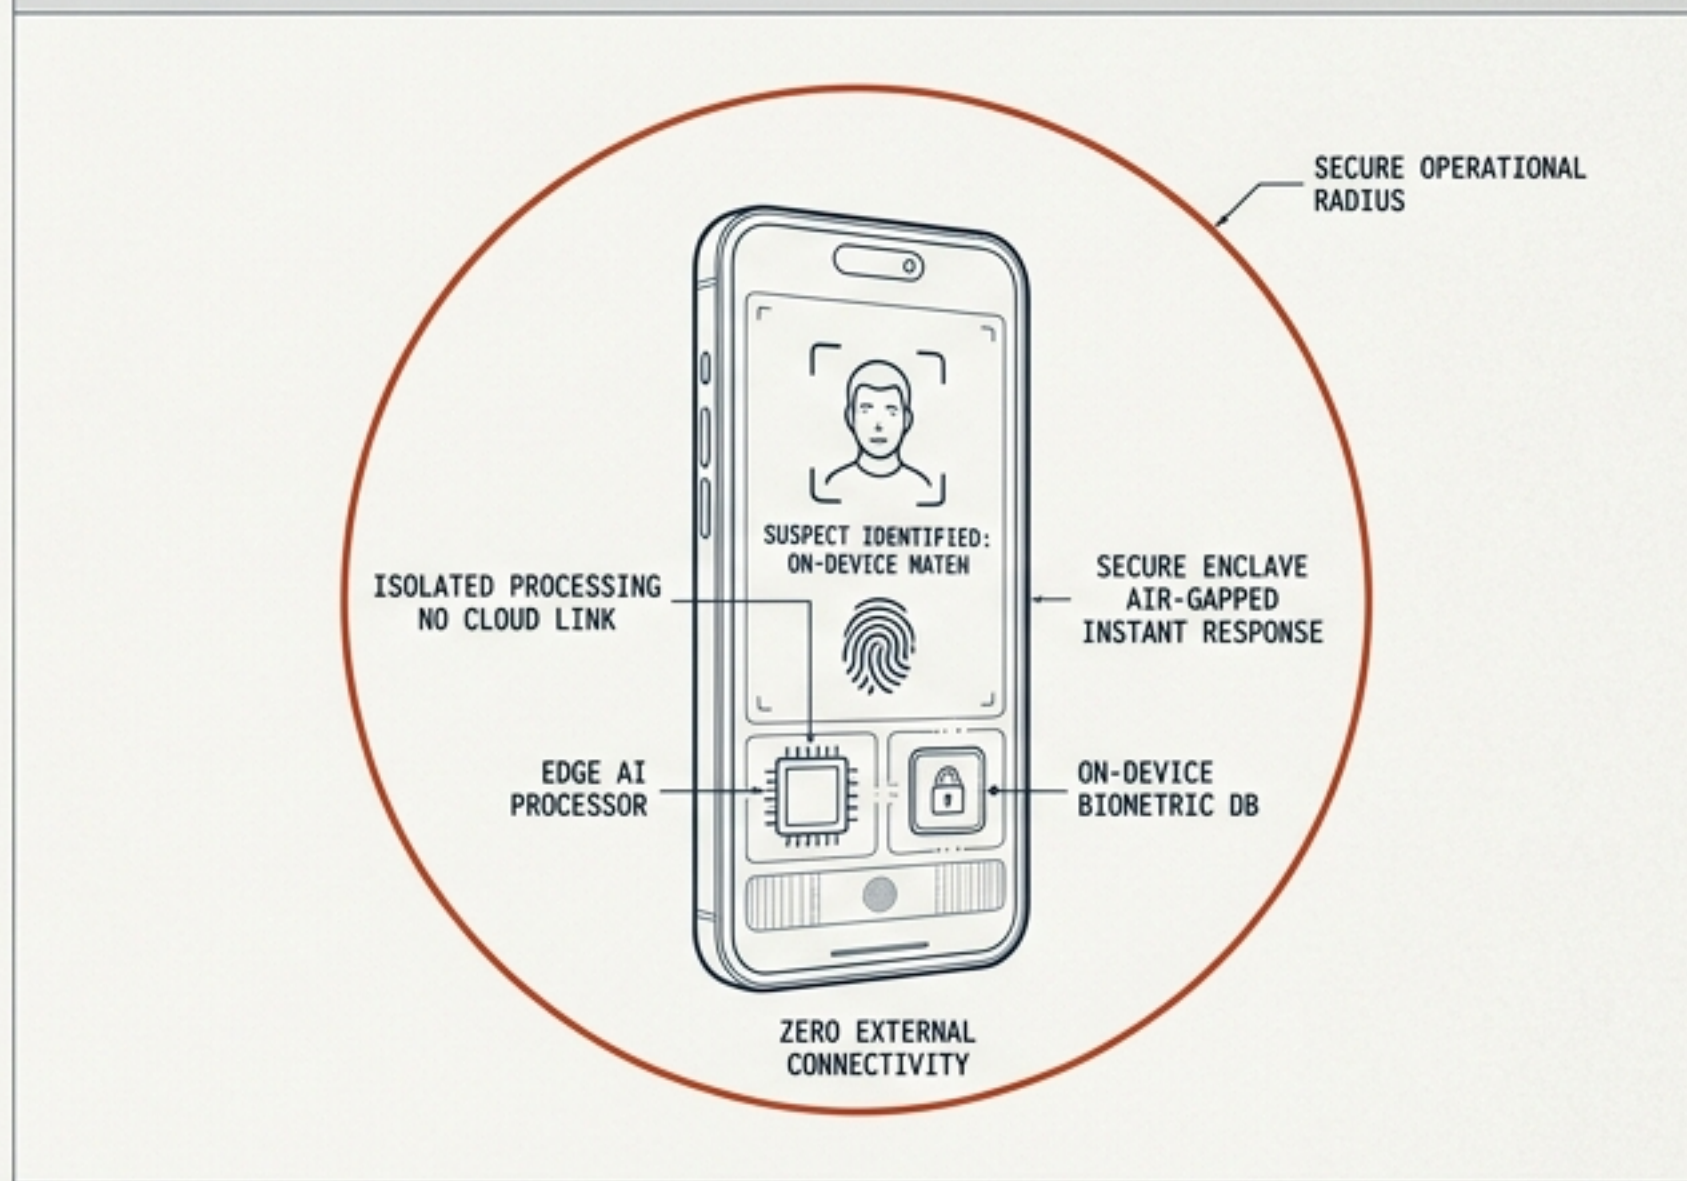 SECURE OPERATIONAL
RADIUS
SUSPECT IDENTIFIED:
ON-DEVICE MATEN
ISOLATED PROCESSING
NO CLOUD LINK
SECURE ENCLAVE
AIR-GAPPED
INSTANT RESPONSE
EDGE AI
PROCESSOR
ON-DEVICE
BIONETRIC DB
ZERO EXTERNAL
CONNECTIVITY